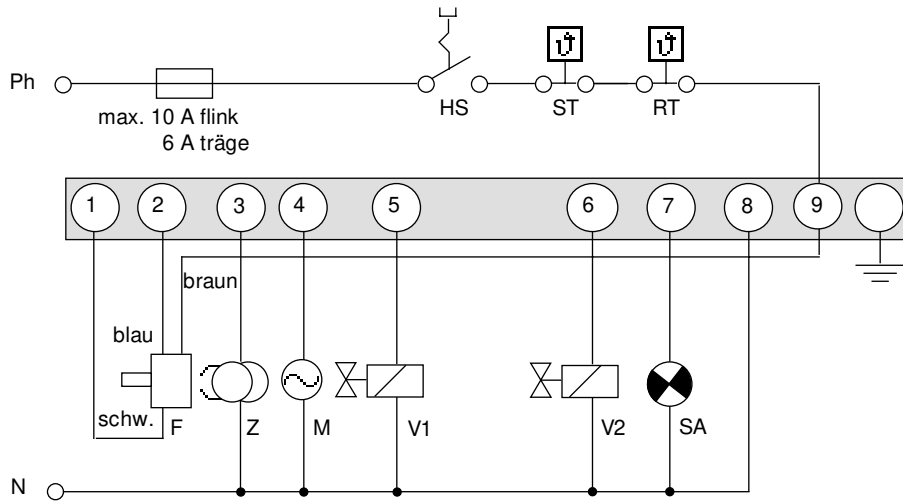 Ph
HS
ST
RT
max. 10 A flink
6 A träge
1 2 3 4 5 6 7 8 9
braun
blau
schw.
F
Z
M
V1
V2
SA
N